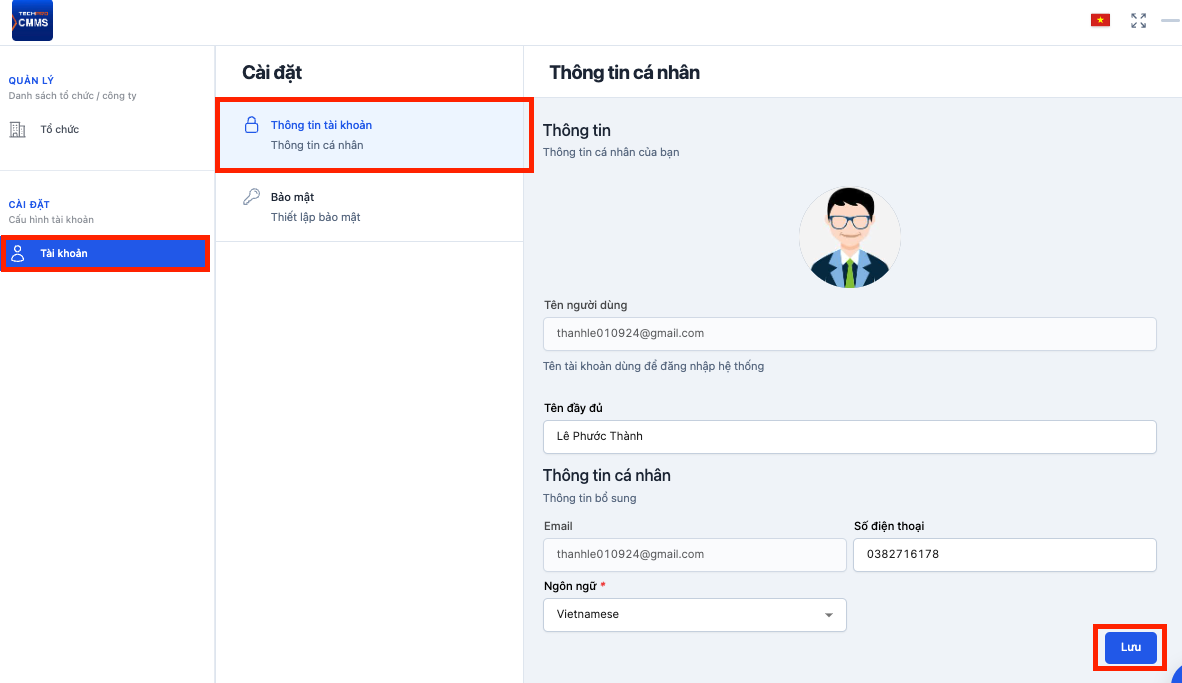 TECHPRO
CMMS
QUẢN LÝ
Danh sách tổ chức / công ty
Tổ chức
CÀI ĐẶT
Cấu hình tài khoản
Tài khoản
Cài đặt
Thông tin tài khoản
Thông tin cá nhân
Bảo mật
Thiết lập bảo mật
Thông tin cá nhân
Thông tin
Thông tin cá nhân của bạn
Tên người dùng
thanhle010924@gmail.com
Tên tài khoản dùng để đăng nhập hệ thống
Tên đầy đủ
Lê Phước Thành
Thông tin cá nhân
Thông tin bổ sung
Email
Số điện thoại
thanhle010924@gmail.com
0382716178
Ngôn ngữ *
Vietnamese
Lưu